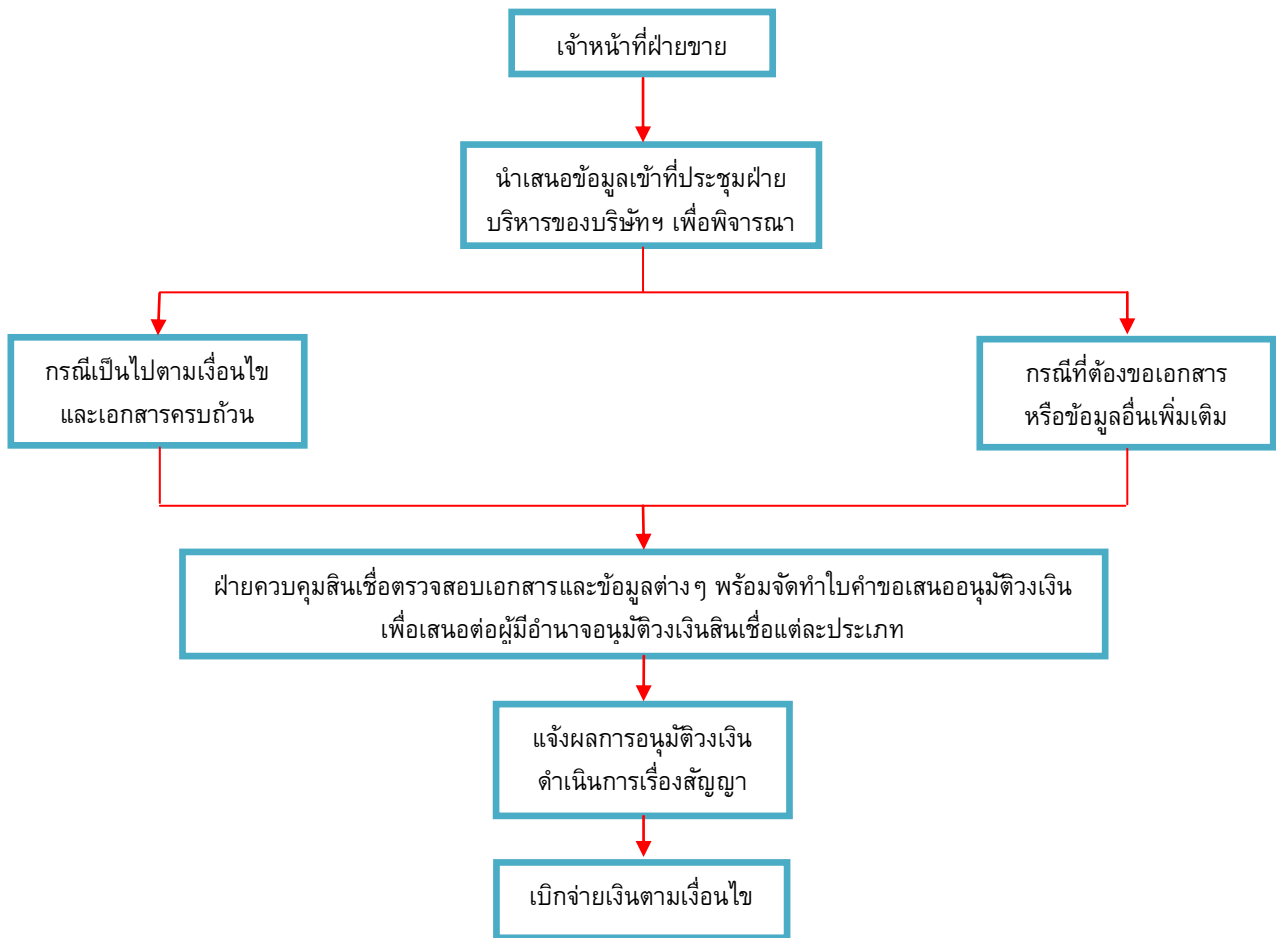 เจ้าหน้าที่ฝ่ายขาย
นำเสนอข้อมูลเข้าที่ประชุมฝ่าย
บริหารของบริษัทฯ เพื่อพิจารณา
กรณีเป็นไปตามเงื่อนไข
และเอกสารครบถ้วน
กรณีที่ต้องขอเอกสาร
หรือข้อมูลอื่นเพิ่มเติม
ฝ่ายควบคุมสินเชื่อตรวจสอบเอกสารและข้อมูลต่างๆ พร้อมจัดทำใบคำขอเสนออนุมัติวงเงิน
เพื่อเสนอต่อผู้มีอำนาจอนุมัติวงเงินสินเชื่อแต่ละประเภท
แจ้งผลการอนุมัติวงเงิน
ดำเนินการเรื่องสัญญา
เบิกจ่ายเงินตามเงื่อนไข